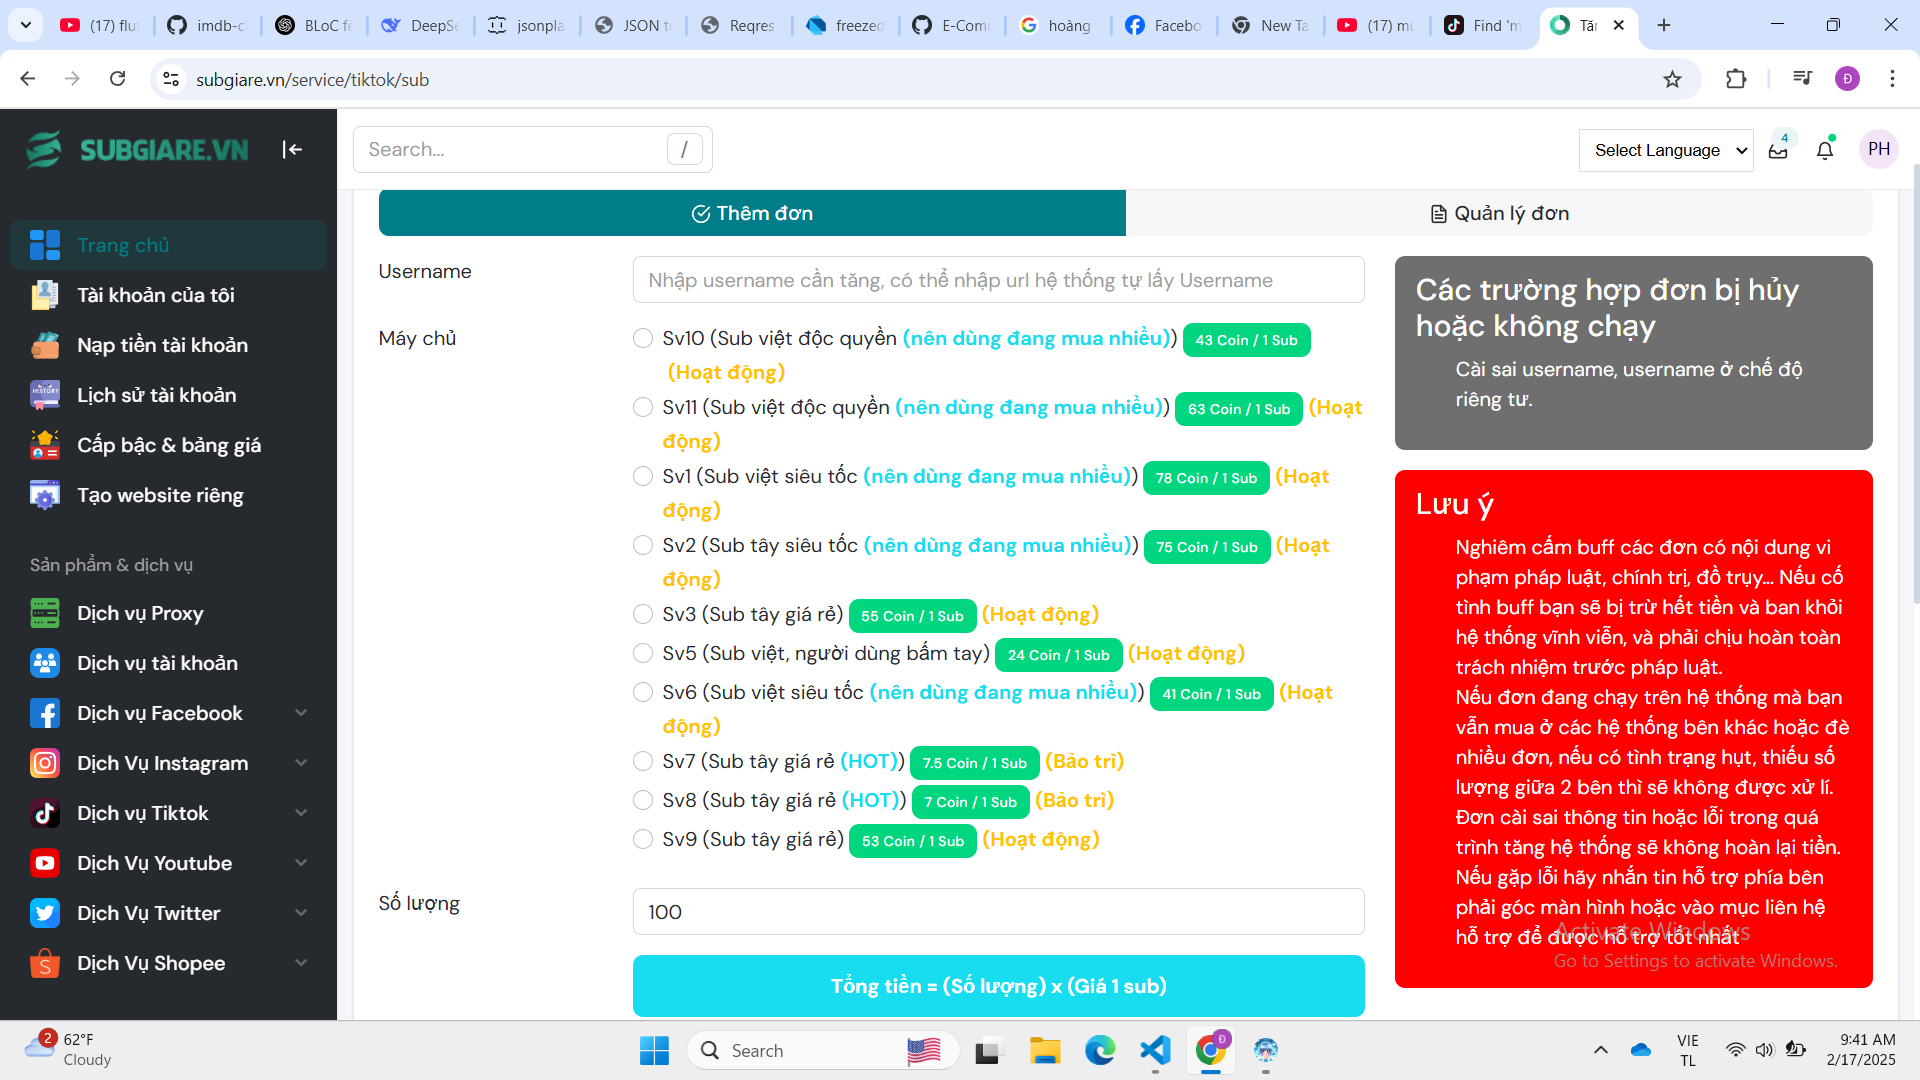 (17) flut
imdb-c
BLoC fe
DeepSe
jsonpla
JSON to
Reqres
freezed
E-Comm
hoàng
Facebo
New Ta
(17) mu
Find 'm
Tăn
subgiare.vn/service/tiktok/sub
Đ
SUBGIARE.VN
Search...
/
Select Language
4
PH
Trang chủ
Tài khoản của tôi
Nạp tiền tài khoản
HISTORY
Lịch sử tài khoản
Cấp bậc & bảng giá
Tạo website riêng
Sản phẩm & dịch vụ
Dịch vụ Proxy
Dịch vụ tài khoản
Dịch vụ Facebook
Dịch Vụ Instagram
Dịch vụ Tiktok
Dịch Vụ Youtube
Dịch Vụ Twitter
Dịch Vụ Shopee
Thêm đơn
Quản lý đơn
Username
Nhập username cần tăng, có thể nhập url hệ thống tự lấy Username
Máy chủ
Sv10 (Sub việt độc quyền (nên dùng đang mua nhiều)) 43 Coin / 1 Sub
(Hoạt động)
Sv11 (Sub việt độc quyền (nên dùng đang mua nhiều)) 63 Coin / 1 Sub (Hoạt
động)
Sv1 (Sub việt siêu tốc (nên dùng đang mua nhiều)) 78 Coin / 1 Sub (Hoạt
động)
Sv2 (Sub tây siêu tốc (nên dùng đang mua nhiều)) 75 Coin / 1 Sub (Hoạt
động)
Sv3 (Sub tây giá rẻ) 55 Coin / 1 Sub (Hoạt động)
Sv5 (Sub việt, người dùng bấm tay) 24 Coin / 1 Sub (Hoạt động)
Sv6 (Sub việt siêu tốc (nên dùng đang mua nhiều)) 41 Coin / 1 Sub (Hoạt
động)
Sv7 (Sub tây giá rẻ (HOT)) 7.5 Coin / 1 Sub (Bảo trì)
Sv8 (Sub tây giá rẻ (HOT)) 7 Coin / 1 Sub (Bảo trì)
Sv9 (Sub tây giá rẻ) 53 Coin / 1 Sub (Hoạt động)
Số lượng
100
Tổng tiền = (Số lượng) x (Giá 1 sub)
Các trường hợp đơn bị hủy
hoặc không chạy
Cài sai username, username ở chế độ
riêng tư.
Lưu ý
Nghiêm cấm buff các đơn có nội dung vi
phạm pháp luật, chính trị, đồ trụy... Nếu cố
tình buff bạn sẽ bị trừ hết tiền và ban khỏi
hệ thống vĩnh viễn, và phải chịu hoàn toàn
trách nhiệm trước pháp luật.
Nếu đơn đang chạy trên hệ thống mà bạn
vẫn mua ở các hệ thống bên khác hoặc đè
nhiều đơn, nếu có tình trạng hụt, thiếu số
lượng giữa 2 bên thì sẽ không được xử lí.
Đơn cài sai thông tin hoặc lỗi trong quá
trình tăng hệ thống sẽ không hoàn lại tiền.
Nếu gặp lỗi hãy nhắn tin hỗ trợ phía bên
phải góc màn hình hoặc vào mục liên hệ
hỗ trợ để được hỗ trợ tốt nhất
Activate Windows
Go to Settings to activate Windows.
2
62°F
Cloudy
Search
Đ
VIE
TL
9:41 AM
2/17/2025